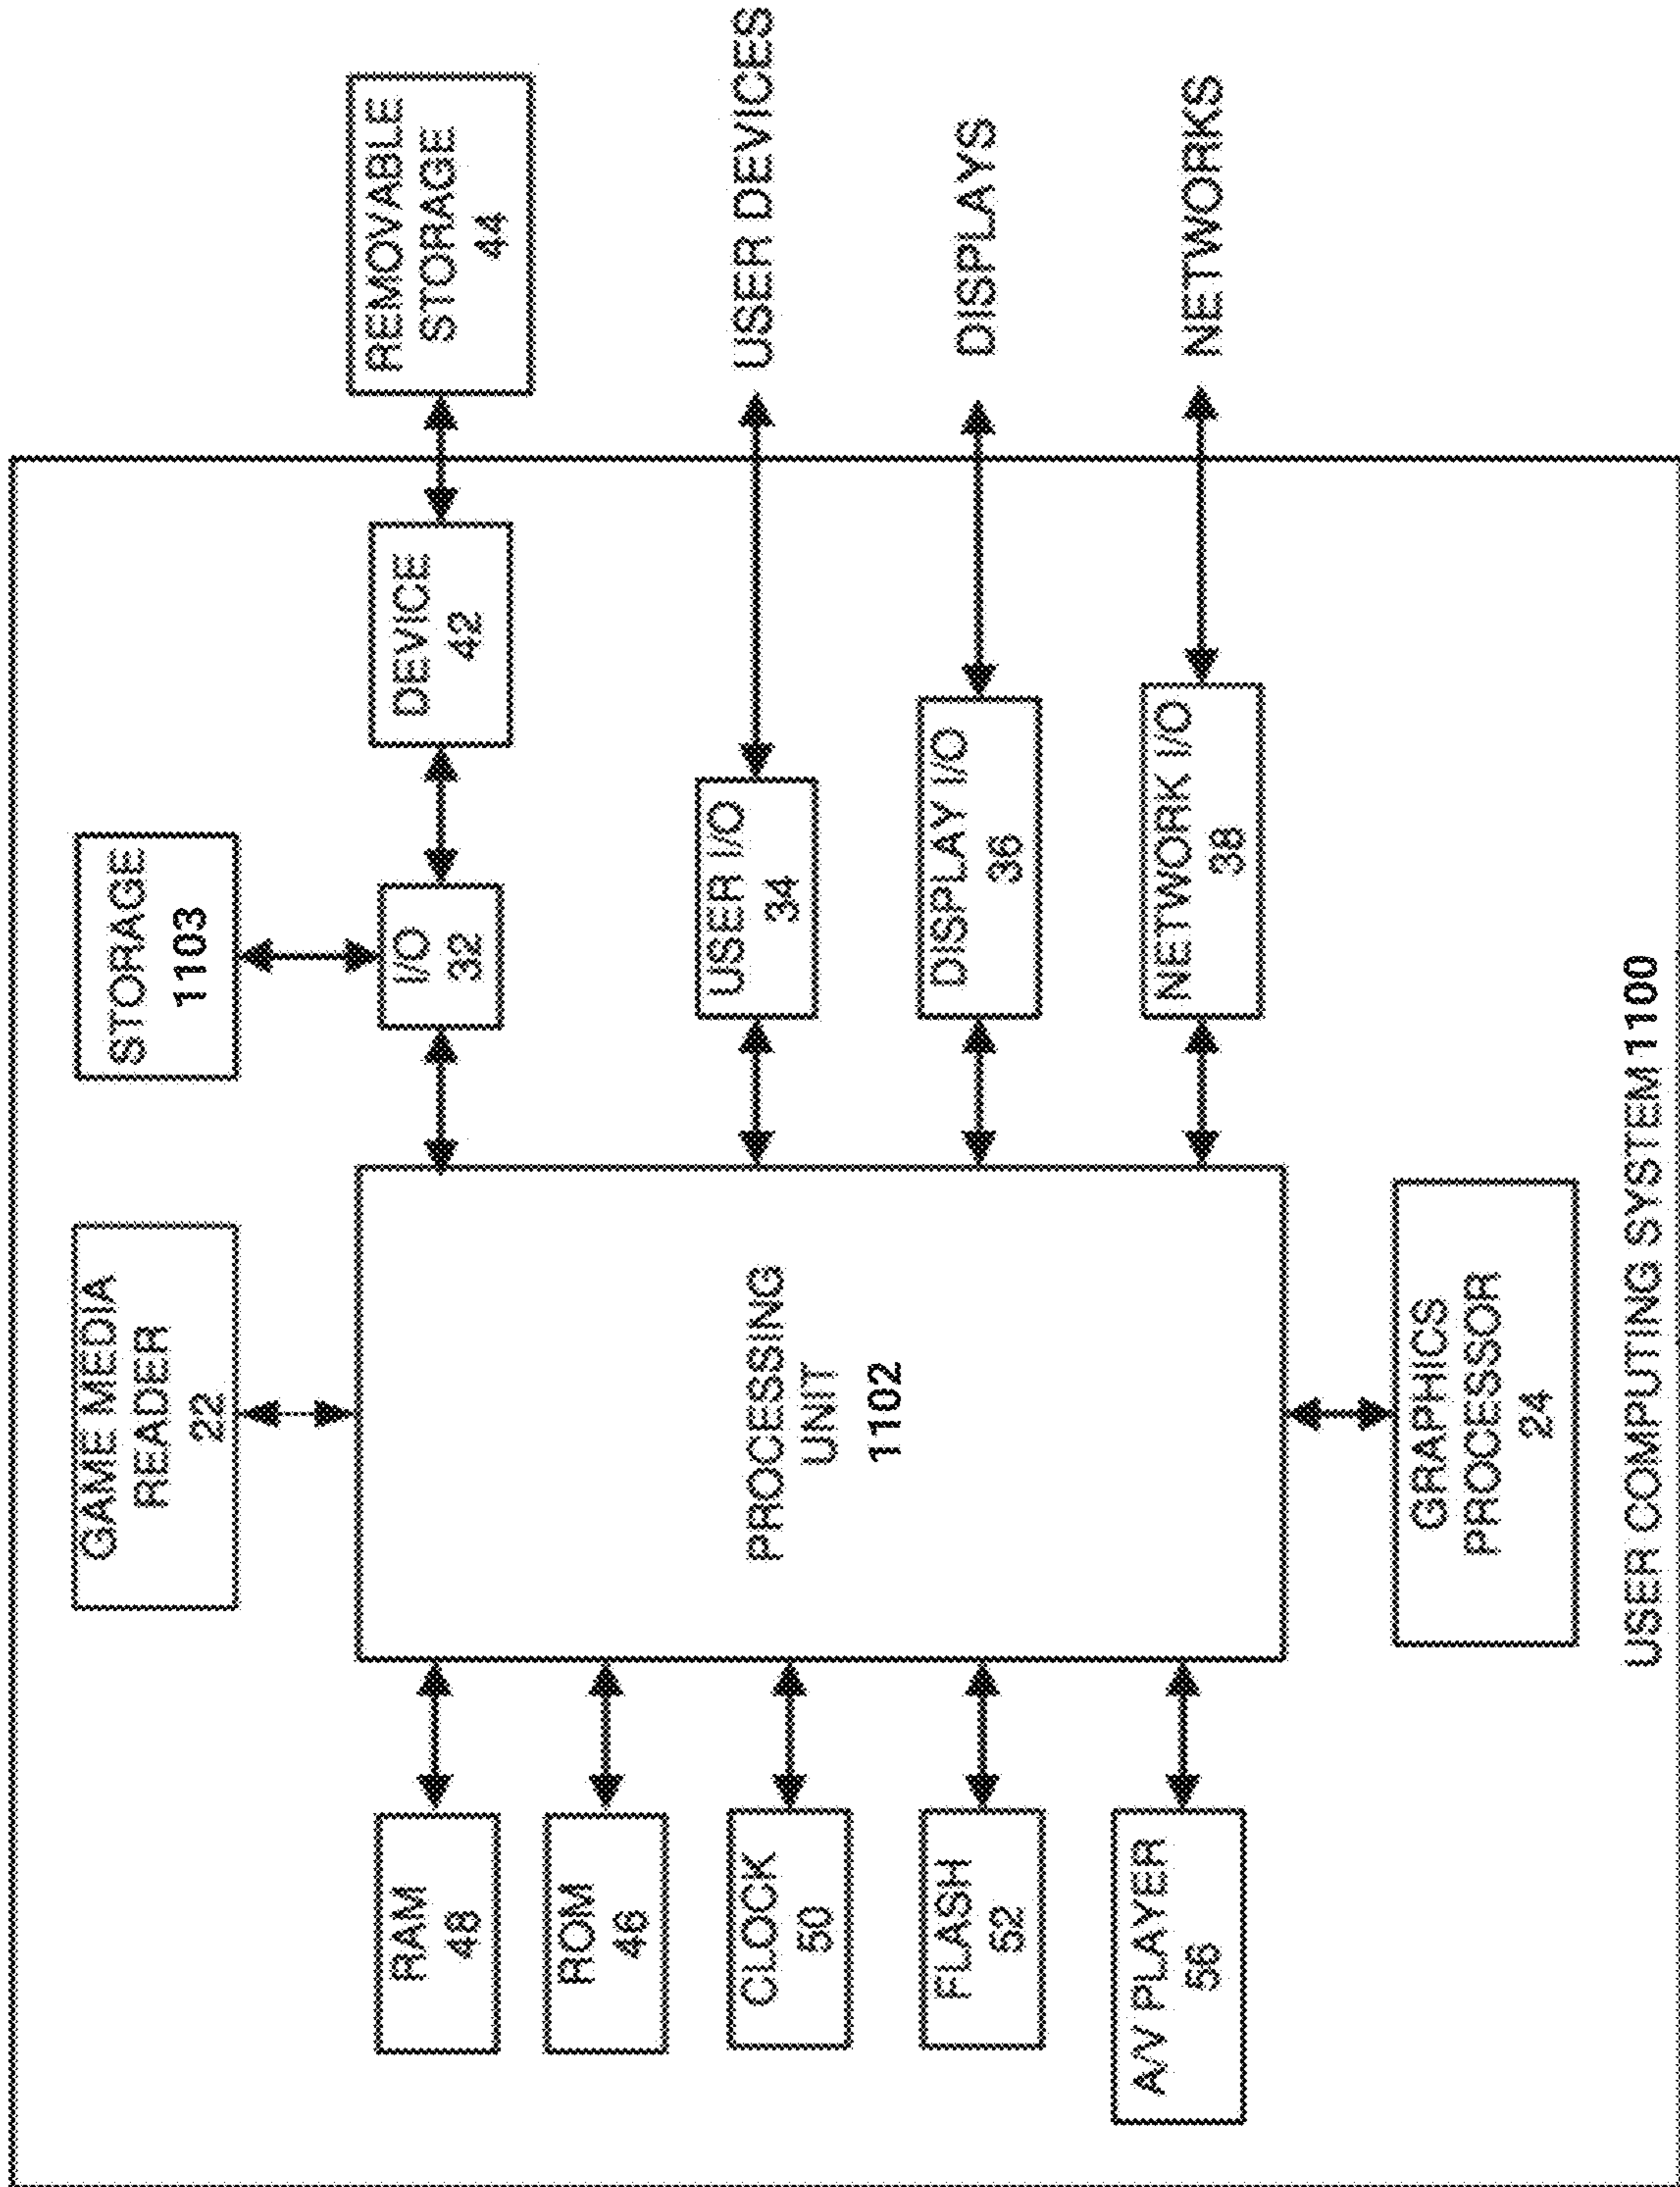 GAME MEDIA
READER
22
STORAGE
1103
RAM
48
ROM
46
CLOCK
50
FLASH
52
A/V PLAYER
56
PROCESSING
UNIT
1102
I/O
32
DEVICE
42
REMOVABLE
STORAGE
44
USER I/O
34
USER DEVICES
DISPLAY I/O
36
DISPLAYS
NETWORK I/O
38
NETWORKS
GRAPHICS
PROCESSOR
24
USER COMPUTING SYSTEM 1100